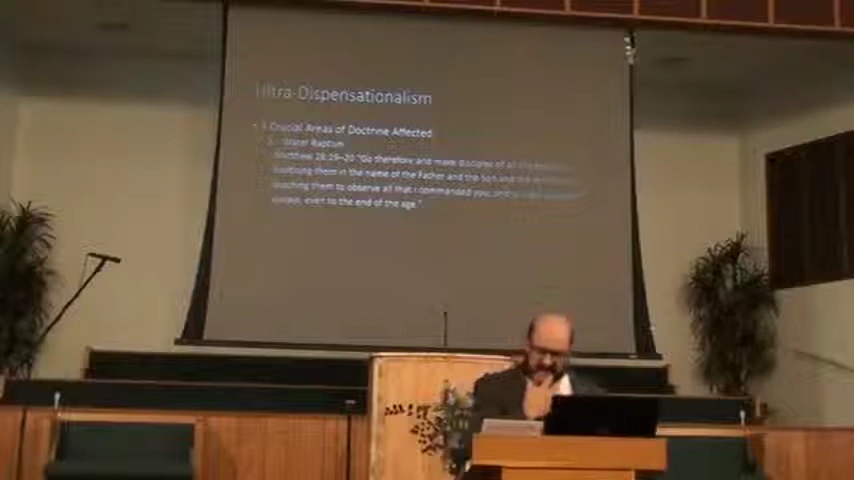 Ultra-Dispensationalism
Crucial Areas of Doctrine Affected
Water Baptism
Matthew 28:19–20 "Go therefore and make disciples of all the
baptizing them in the name of the Father and the Son and the
teaching them to observe all that I commanded you; and
always, even to the end of the age."